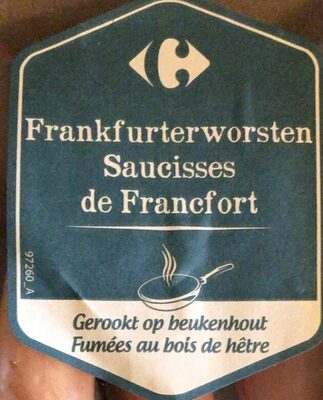 Frankfurterworsten
Saucisses
de Francfort
97260_A
Gerookt op beukenhout
Fumées au bois de hêtre